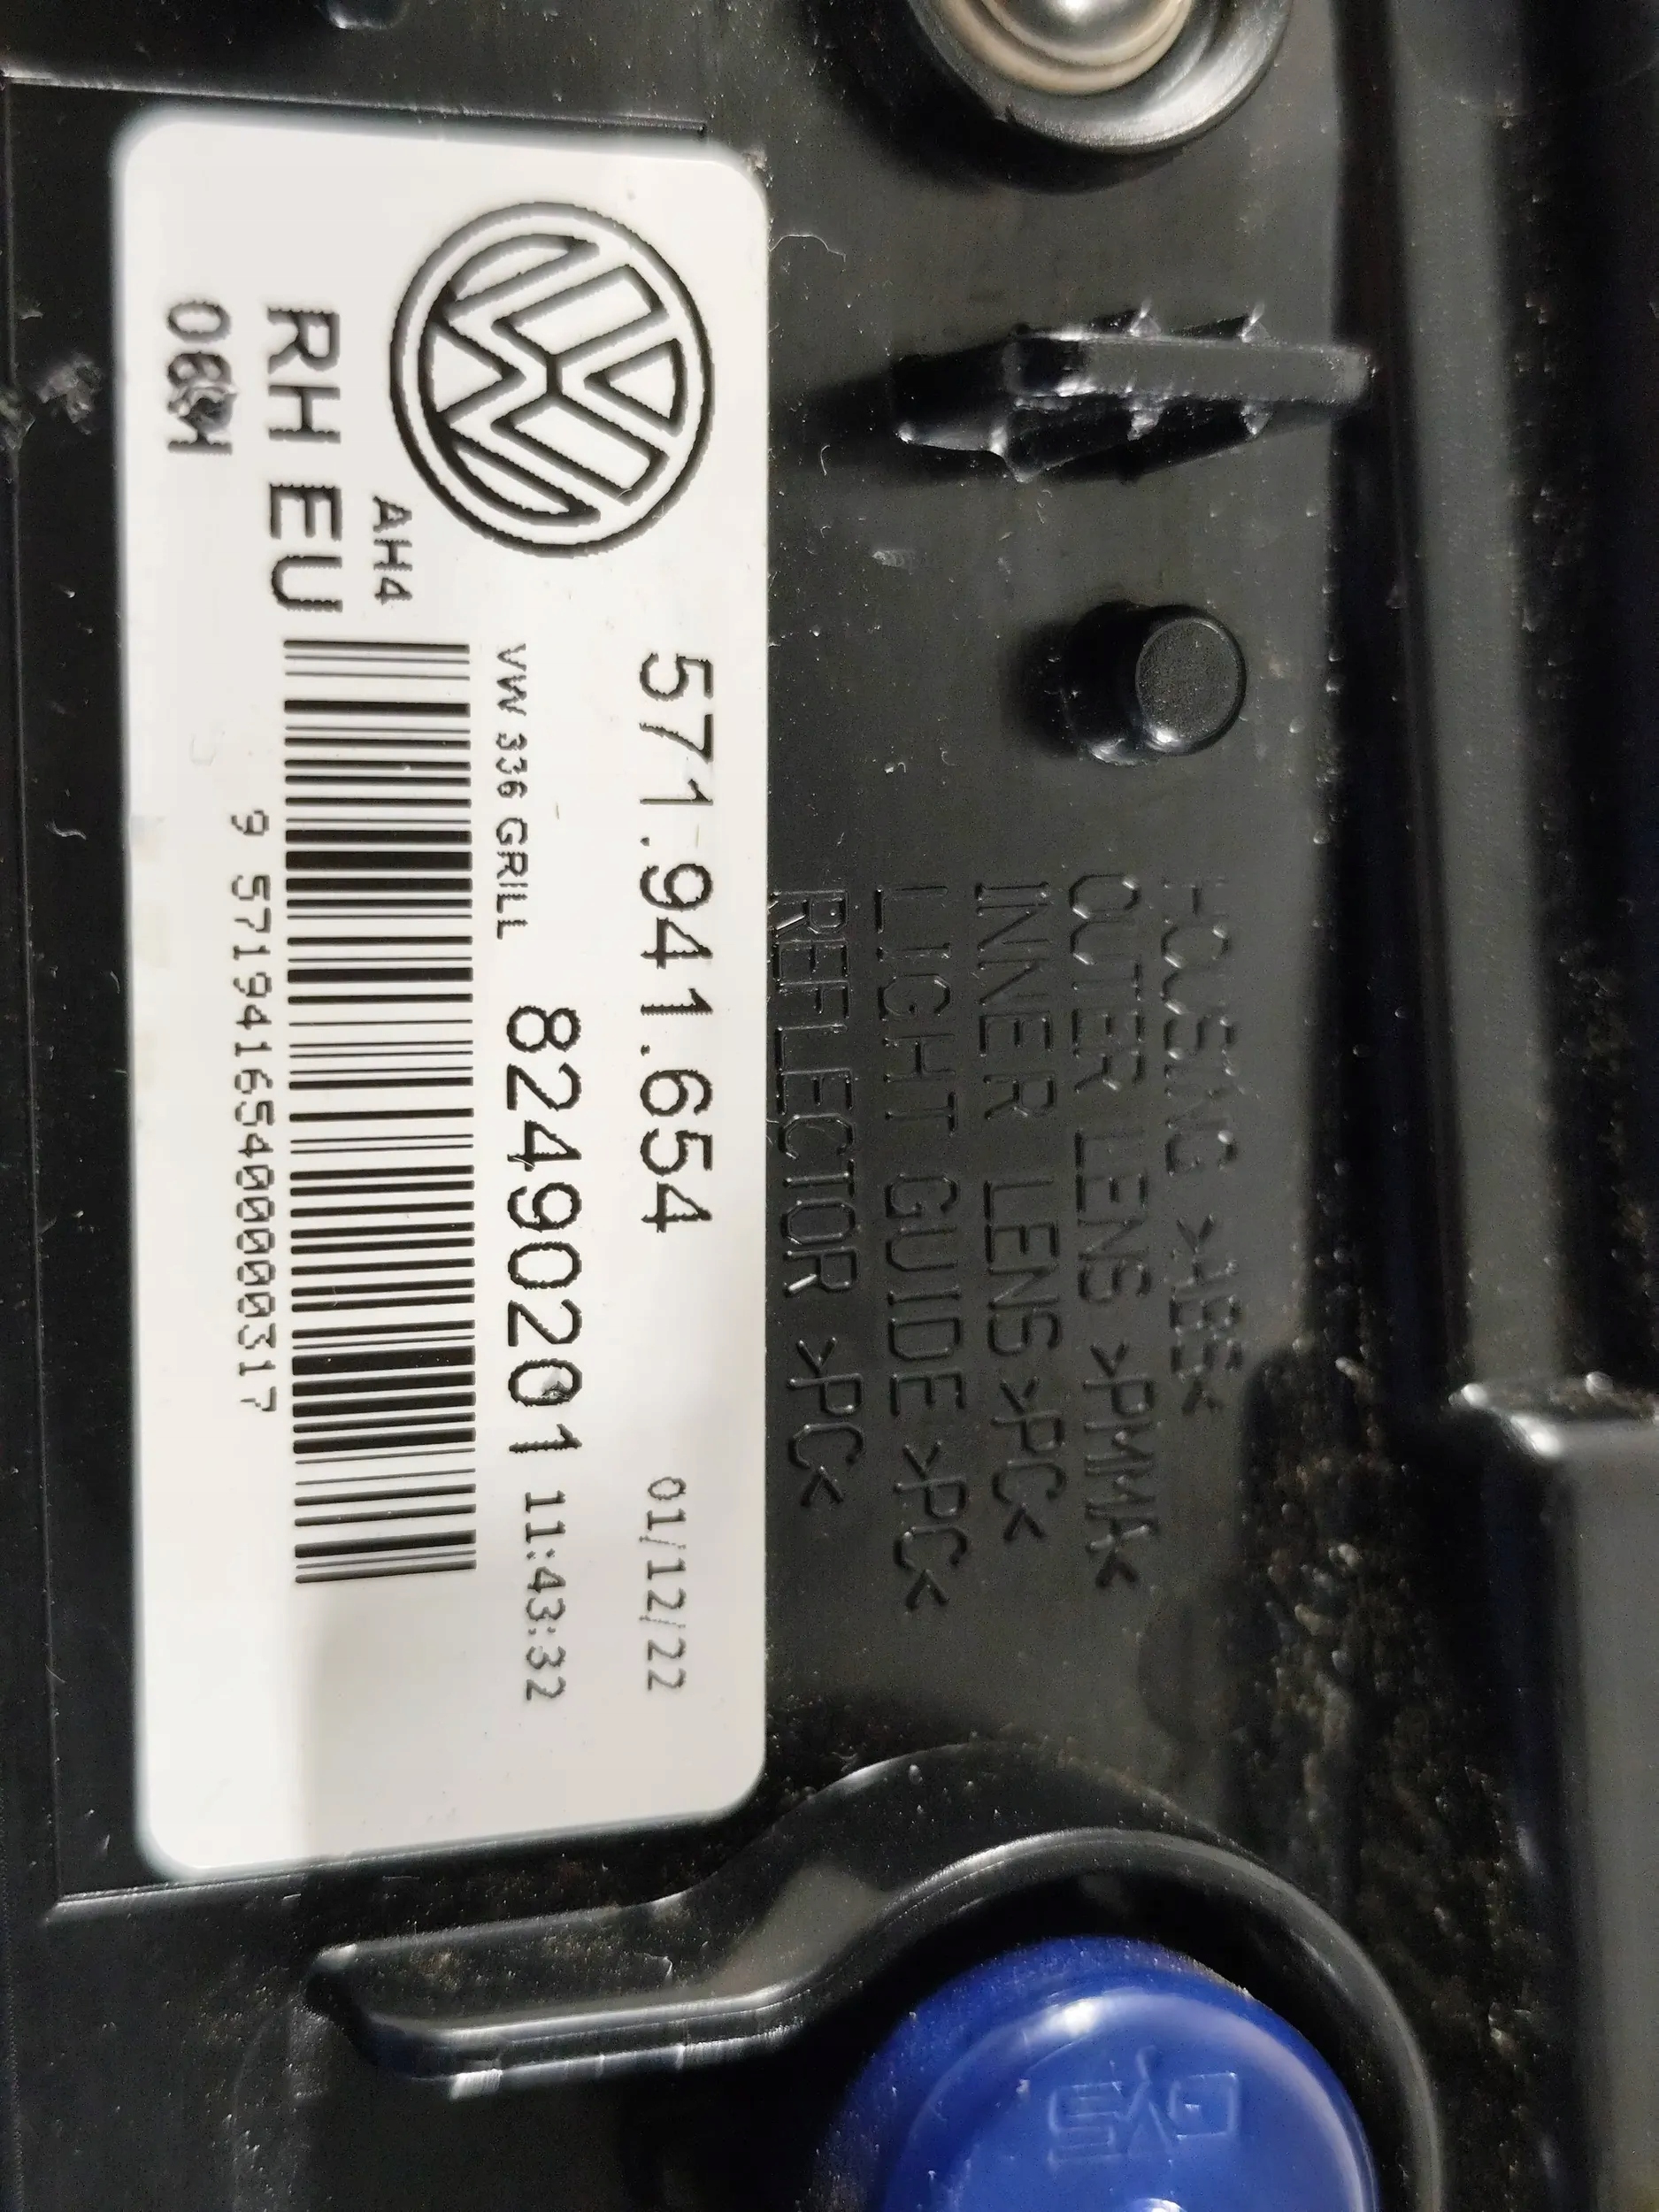 HOUSING >ABS<
OUTER LENS >PMMA<
INNER LENS >PC<
LIGHT GUIDE >PC<
REFLECTOR >PC<
571.941.654
01/12/22
VW 336 GRILL
82490201 11:43:32
AH4
RH EU
9 5719416540000317